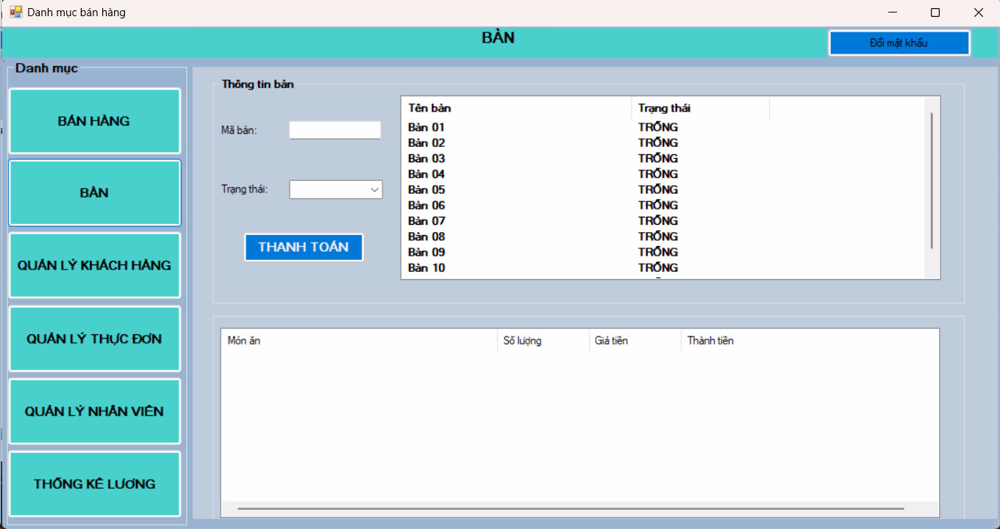 Danh mục bán hàng
BÀN
Đổi mật khẩu
Danh mục
BÁN HÀNG
BÀN
QUẢN LÝ KHÁCH HÀNG
QUẢN LÝ THỰC ĐƠN
QUẢN LÝ NHÂN VIÊN
THỐNG KÊ LƯƠNG
Thông tin bàn
Mã bàn:
Trạng thái:
THANH TOÁN
Tên bàn Trạng thái
Bàn 01 TRỐNG
Bàn 02 TRỐNG
Bàn 03 TRỐNG
Bàn 04 TRỐNG
Bàn 05 TRỐNG
Bàn 06 TRỐNG
Bàn 07 TRỐNG
Bàn 08 TRỐNG
Bàn 09 TRỐNG
Bàn 10 TRỐNG
Món ăn Số lượng Giá tiền Thành tiền